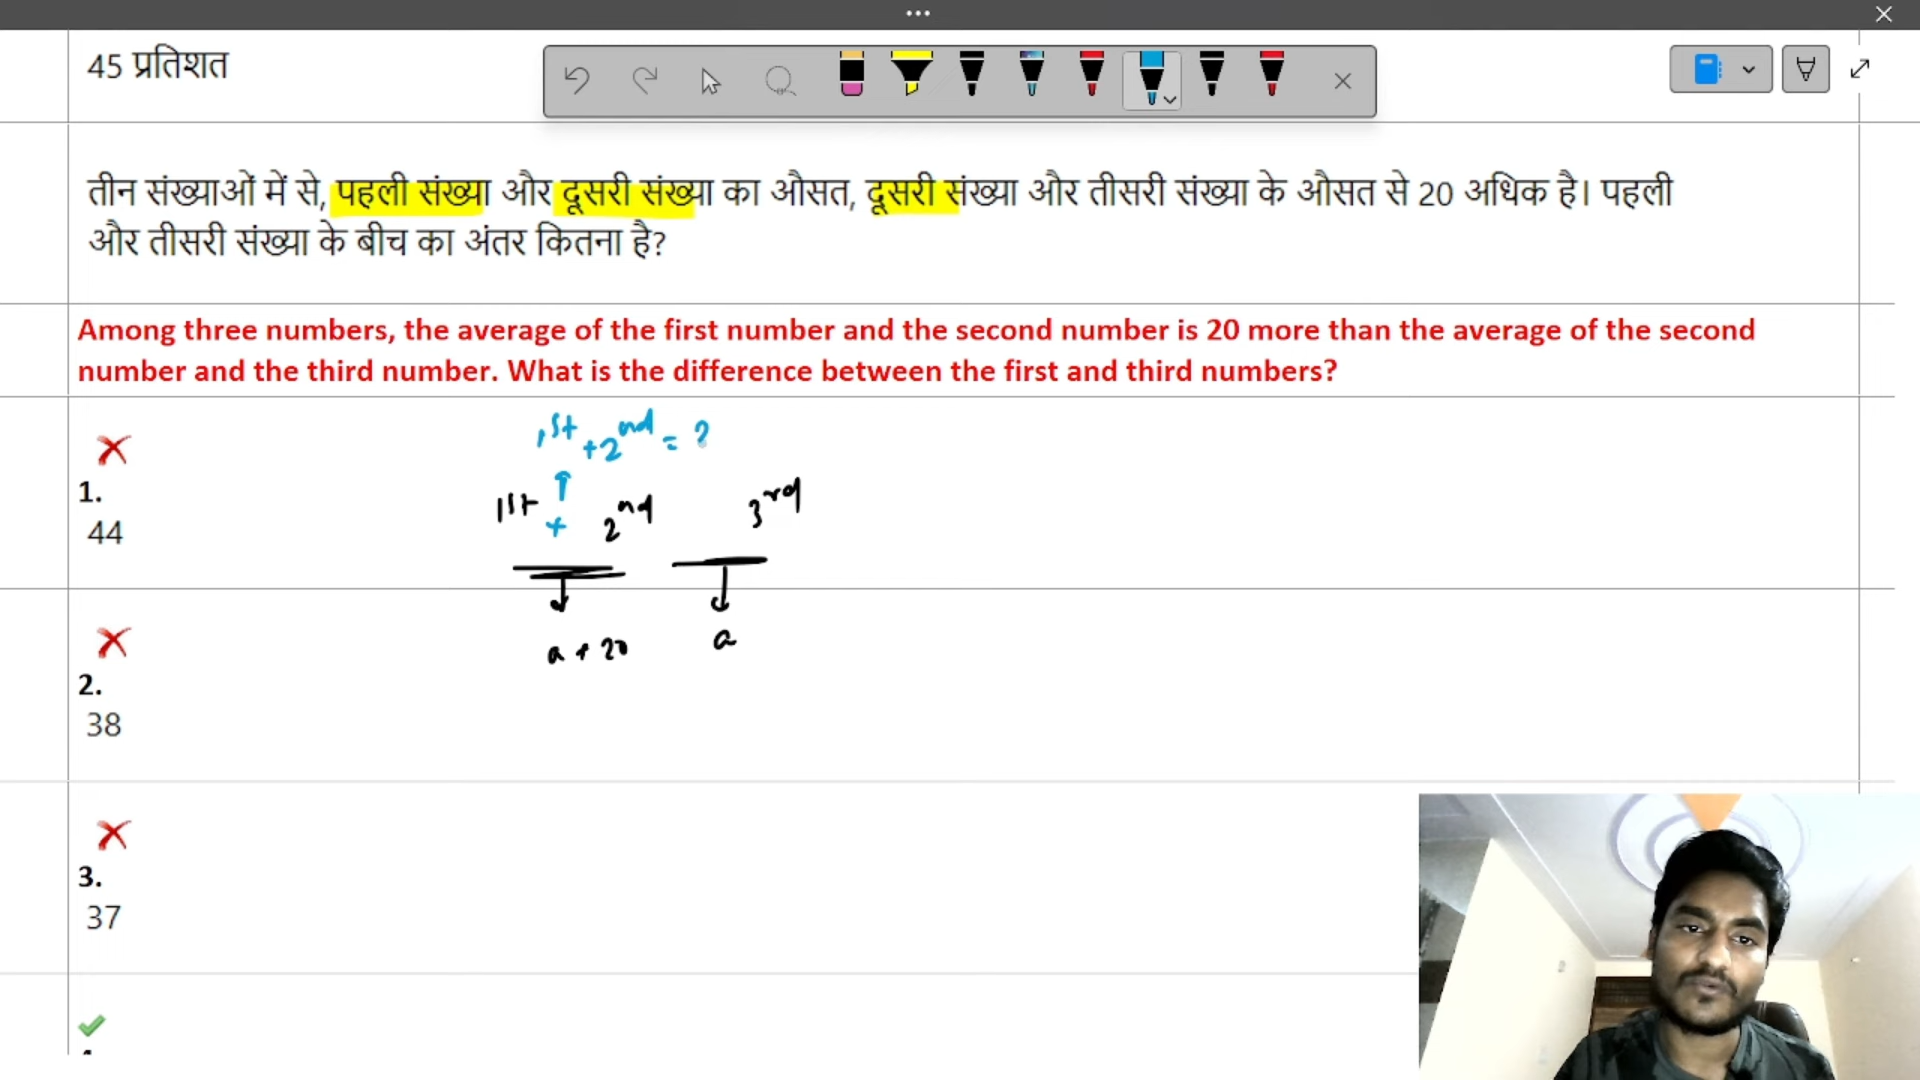 45 प्रतिशत
तीन संख्याओं में से, पहली संख्या और दूसरी संख्या का औसत, दूसरी संख्या और तीसरी संख्या के औसत से 20 अधिक है। पहली
और तीसरी संख्या के बीच का अंतर कितना है?
Among three numbers, the average of the first number and the second number is 20 more than the average of the second
number and the third number. What is the difference between the first and third numbers?
1st + 2nd = 2
1st + 2nd 3rd
a + 20 a
1.
44
2.
38
3.
37